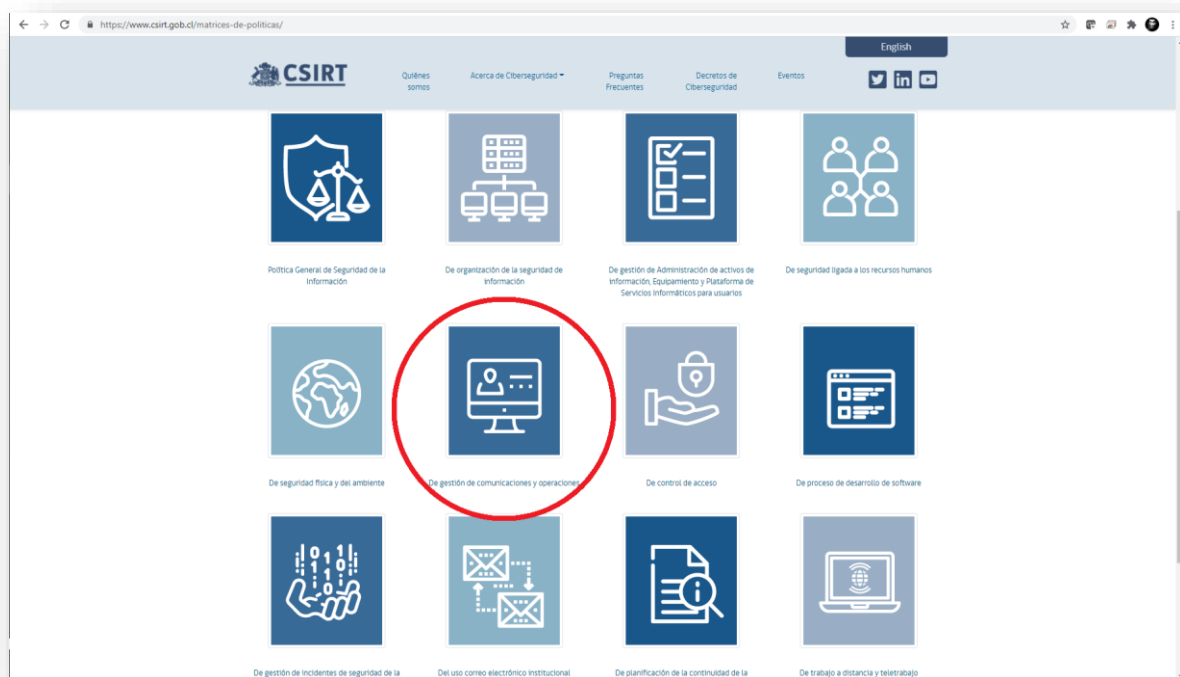 https://www.csirt.gob.cl/matrices-de-politicas/
English
CSIRT
Quiénes
somos
Acerca de Ciberseguridad
Preguntas
Frecuentes
Decretos de
Ciberseguridad
Eventos
in
Política General de Seguridad de la
Información
De organización de la seguridad de
información
De gestión de Administración de activos de
información, Equipamiento y Plataforma de
Servicios Informáticos para usuarios
De seguridad ligada a los recursos humanos
De seguridad física y del ambiente
De gestión de comunicaciones y operaciones
De control de acceso
De proceso de desarrollo de software
De gestión de incidentes de seguridad de la
Del uso correo electrónico institucional
De planificación de la continuidad de la
De trabajo a distancia y teletrabajo